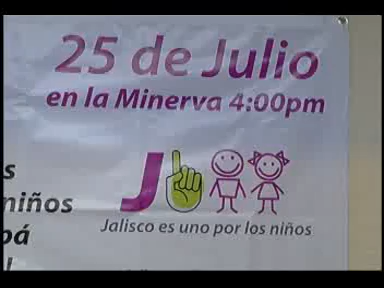 25 de Julio
en la Minerva 4:00pm
s
niños
pá
J
Jalisco es uno por los niños